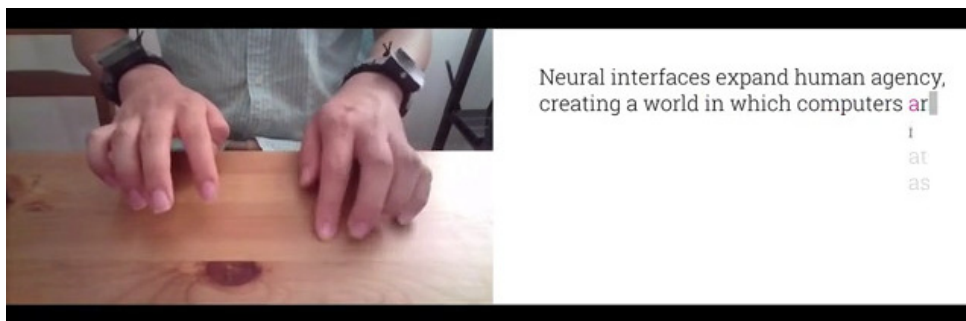 Neural interfaces expand human agency,
creating a world in which computers ar
r
at
as